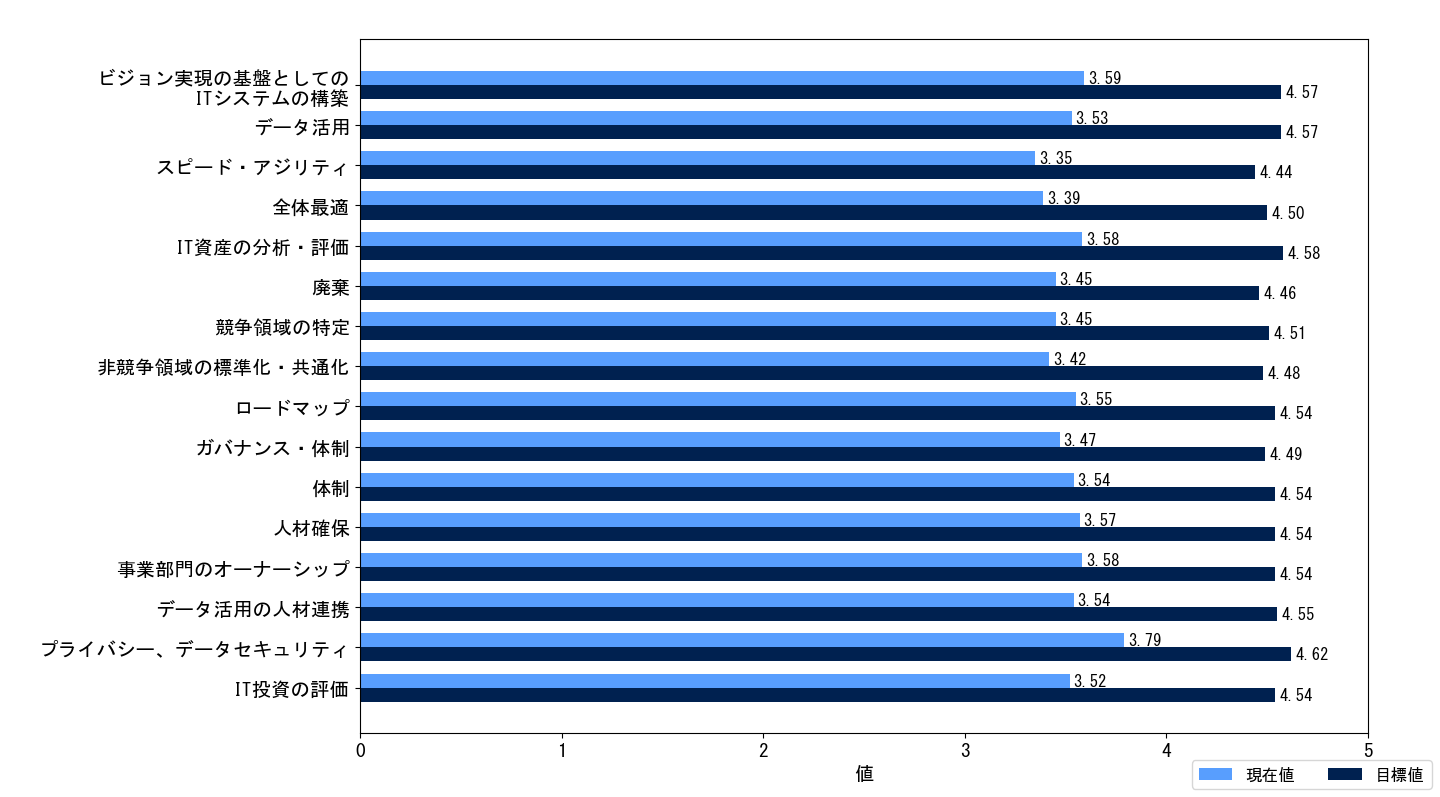 ビジョン実現の基盤としての
ITシステムの構築
3.59
4.57
データ活用
3.53
4.57
スピード・アジリティ
3.35
4.44
全体最適
3.39
4.50
IT資産の分析・評価
3.58
4.58
廃棄
3.45
4.46
競争領域の特定
3.45
4.51
非競争領域の標準化・共通化
3.42
4.48
ロードマップ
3.55
4.54
ガバナンス・体制
3.47
4.49
体制
3.54
4.54
人材確保
3.57
4.54
事業部門のオーナーシップ
3.58
4.54
データ活用の人材連携
3.54
4.55
プライバシー、データセキュリティ
3.79
4.62
IT投資の評価
3.52
4.54
0 1 2 3 4 5
値
現在値 目標値